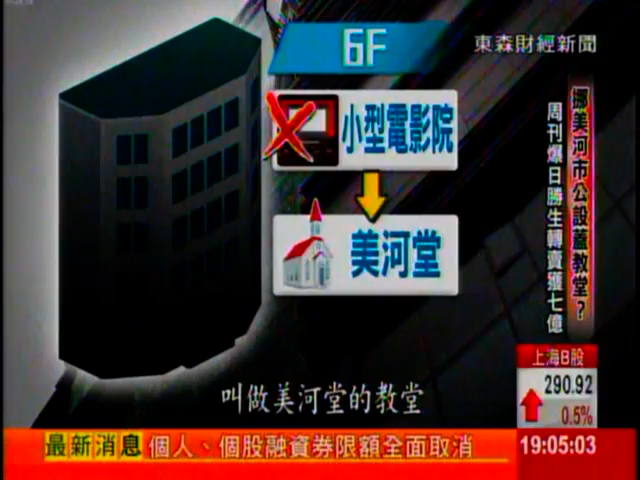 6F
東森財經新聞
小型電影院
美河堂
挪美河市公設蓋教堂？
周刊爆日勝生轉賣獲七億
上海B股
290.92
0.5%
叫做美河堂的教堂
最新消息 個人、個股融資券限額全面取消
19:05:03